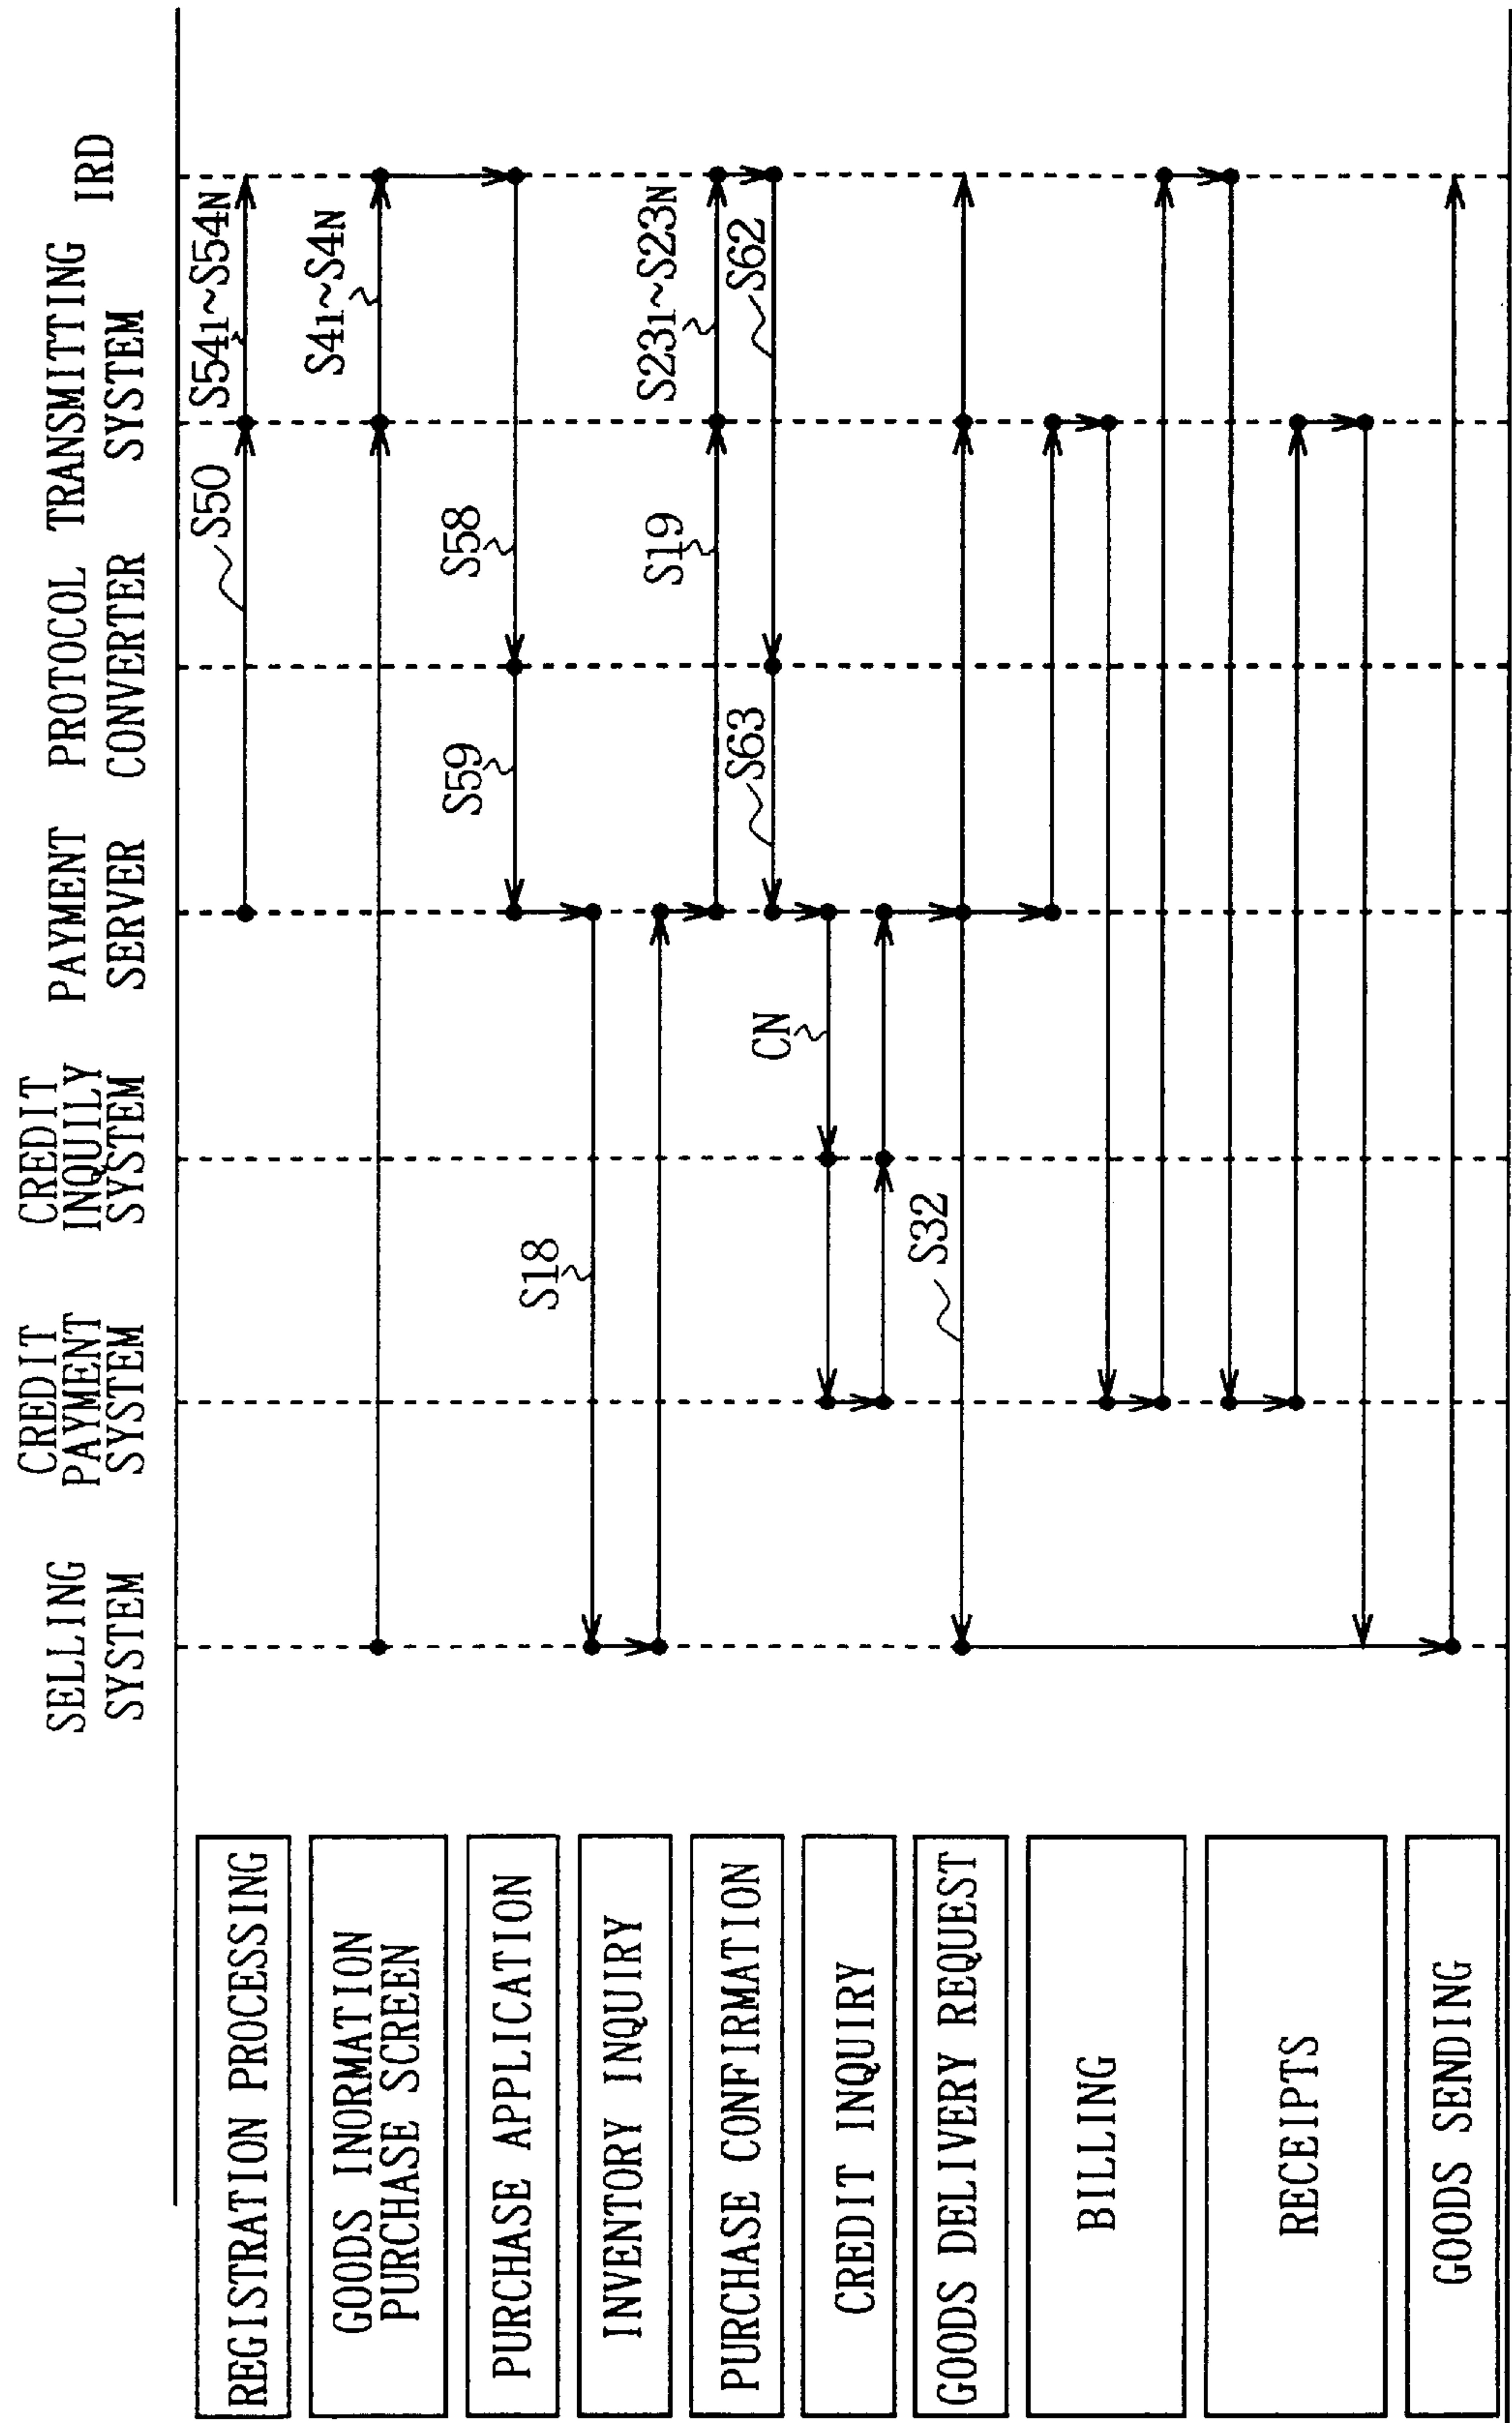 SELLING
SYSTEM
CREDIT
PAYMENT
SYSTEM
CREDIT
INQUILY
SYSTEM
PAYMENT
SERVER
PROTOCOL
CONVERTER
TRANSMITTING
SYSTEM
IRD
REGISTRATION PROCESSING
S50
S541~S54N
GOODS INORMATION
PURCHASE SCREEN
S41~S4N
PURCHASE APPLICATION
S59
S58
INVENTORY INQUIRY
S18
PURCHASE CONFIRMATION
S19
S231~S23N
S63
S62
CREDIT INQUIRY
CN
GOODS DELIVERY REQUEST
S32
BILLING
RECEIPTS
GOODS SENDING